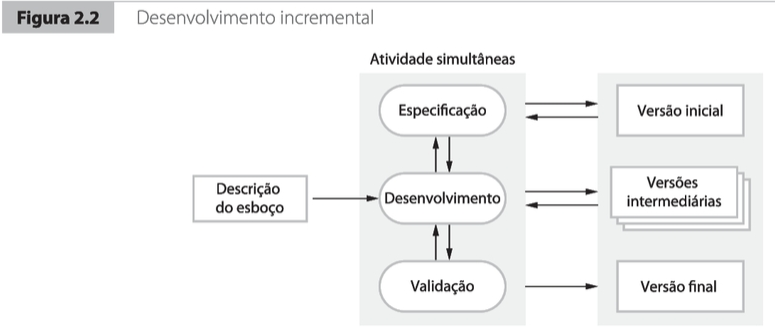 Figura 2.2 Desenvolvimento incremental
Atividade simultâneas
Especificação
Versão inicial
Descrição
do esboço
Desenvolvimento
Versões
intermediárias
Validação
Versão final